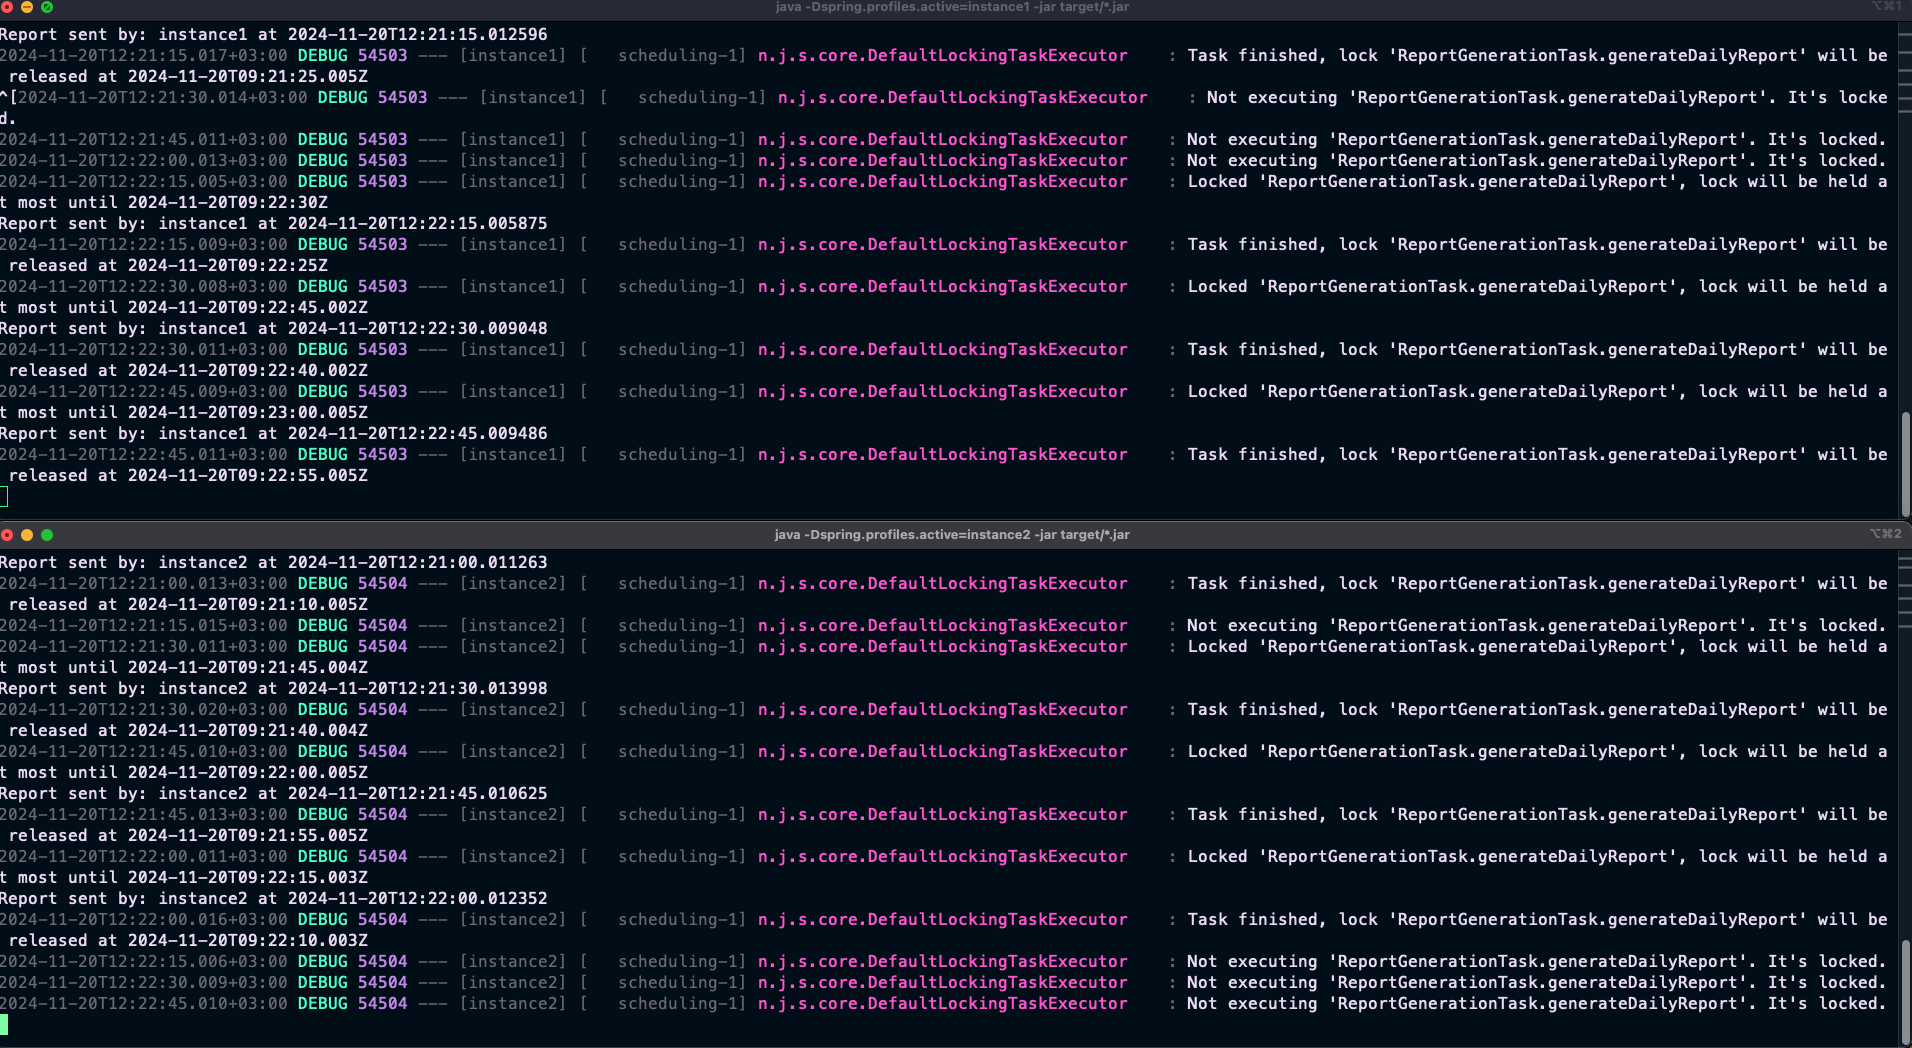 java -Dspring.profiles.active=instance1 -jar target/*.jar
⌥⌘1
Report sent by: instance1 at 2024-11-20T12:21:15.012596
2024-11-20T12:21:15.017+03:00 DEBUG 54503 --- [instance1] [   scheduling-1] n.j.s.core.DefaultLockingTaskExecutor    : Task finished, lock 'ReportGenerationTask.generateDailyReport' will be
 released at 2024-11-20T09:21:25.005Z
^[2024-11-20T12:21:30.014+03:00 DEBUG 54503 --- [instance1] [   scheduling-1] n.j.s.core.DefaultLockingTaskExecutor    : Not executing 'ReportGenerationTask.generateDailyReport'. It's locke
d.
2024-11-20T12:21:45.011+03:00 DEBUG 54503 --- [instance1] [   scheduling-1] n.j.s.core.DefaultLockingTaskExecutor    : Not executing 'ReportGenerationTask.generateDailyReport'. It's locked.
2024-11-20T12:22:00.013+03:00 DEBUG 54503 --- [instance1] [   scheduling-1] n.j.s.core.DefaultLockingTaskExecutor    : Not executing 'ReportGenerationTask.generateDailyReport'. It's locked.
2024-11-20T12:22:15.005+03:00 DEBUG 54503 --- [instance1] [   scheduling-1] n.j.s.core.DefaultLockingTaskExecutor    : Locked 'ReportGenerationTask.generateDailyReport', lock will be held a
t most until 2024-11-20T09:22:30Z
Report sent by: instance1 at 2024-11-20T12:22:15.005875
2024-11-20T12:22:15.009+03:00 DEBUG 54503 --- [instance1] [   scheduling-1] n.j.s.core.DefaultLockingTaskExecutor    : Task finished, lock 'ReportGenerationTask.generateDailyReport' will be
 released at 2024-11-20T09:22:25Z
2024-11-20T12:22:30.008+03:00 DEBUG 54503 --- [instance1] [   scheduling-1] n.j.s.core.DefaultLockingTaskExecutor    : Locked 'ReportGenerationTask.generateDailyReport', lock will be held a
t most until 2024-11-20T09:22:45.002Z
Report sent by: instance1 at 2024-11-20T12:22:30.009048
2024-11-20T12:22:30.011+03:00 DEBUG 54503 --- [instance1] [   scheduling-1] n.j.s.core.DefaultLockingTaskExecutor    : Task finished, lock 'ReportGenerationTask.generateDailyReport' will be
 released at 2024-11-20T09:22:40.002Z
2024-11-20T12:22:45.009+03:00 DEBUG 54503 --- [instance1] [   scheduling-1] n.j.s.core.DefaultLockingTaskExecutor    : Locked 'ReportGenerationTask.generateDailyReport', lock will be held a
t most until 2024-11-20T09:23:00.005Z
Report sent by: instance1 at 2024-11-20T12:22:45.009486
2024-11-20T12:22:45.011+03:00 DEBUG 54503 --- [instance1] [   scheduling-1] n.j.s.core.DefaultLockingTaskExecutor    : Task finished, lock 'ReportGenerationTask.generateDailyReport' will be
 released at 2024-11-20T09:22:55.005Z
java -Dspring.profiles.active=instance2 -jar target/*.jar
⌥⌘2
Report sent by: instance2 at 2024-11-20T12:21:00.011263
2024-11-20T12:21:00.013+03:00 DEBUG 54504 --- [instance2] [   scheduling-1] n.j.s.core.DefaultLockingTaskExecutor    : Task finished, lock 'ReportGenerationTask.generateDailyReport' will be
 released at 2024-11-20T09:21:10.005Z
2024-11-20T12:21:15.015+03:00 DEBUG 54504 --- [instance2] [   scheduling-1] n.j.s.core.DefaultLockingTaskExecutor    : Not executing 'ReportGenerationTask.generateDailyReport'. It's locked.
2024-11-20T12:21:30.011+03:00 DEBUG 54504 --- [instance2] [   scheduling-1] n.j.s.core.DefaultLockingTaskExecutor    : Locked 'ReportGenerationTask.generateDailyReport', lock will be held a
t most until 2024-11-20T09:21:45.004Z
Report sent by: instance2 at 2024-11-20T12:21:30.013998
2024-11-20T12:21:30.020+03:00 DEBUG 54504 --- [instance2] [   scheduling-1] n.j.s.core.DefaultLockingTaskExecutor    : Task finished, lock 'ReportGenerationTask.generateDailyReport' will be
 released at 2024-11-20T09:21:40.004Z
2024-11-20T12:21:45.010+03:00 DEBUG 54504 --- [instance2] [   scheduling-1] n.j.s.core.DefaultLockingTaskExecutor    : Locked 'ReportGenerationTask.generateDailyReport', lock will be held a
t most until 2024-11-20T09:22:00.005Z
Report sent by: instance2 at 2024-11-20T12:21:45.010625
2024-11-20T12:21:45.013+03:00 DEBUG 54504 --- [instance2] [   scheduling-1] n.j.s.core.DefaultLockingTaskExecutor    : Task finished, lock 'ReportGenerationTask.generateDailyReport' will be
 released at 2024-11-20T09:21:55.005Z
2024-11-20T12:22:00.011+03:00 DEBUG 54504 --- [instance2] [   scheduling-1] n.j.s.core.DefaultLockingTaskExecutor    : Locked 'ReportGenerationTask.generateDailyReport', lock will be held a
t most until 2024-11-20T09:22:15.003Z
Report sent by: instance2 at 2024-11-20T12:22:00.012352
2024-11-20T12:22:00.016+03:00 DEBUG 54504 --- [instance2] [   scheduling-1] n.j.s.core.DefaultLockingTaskExecutor    : Task finished, lock 'ReportGenerationTask.generateDailyReport' will be
 released at 2024-11-20T09:22:10.003Z
2024-11-20T12:22:15.006+03:00 DEBUG 54504 --- [instance2] [   scheduling-1] n.j.s.core.DefaultLockingTaskExecutor    : Not executing 'ReportGenerationTask.generateDailyReport'. It's locked.
2024-11-20T12:22:30.009+03:00 DEBUG 54504 --- [instance2] [   scheduling-1] n.j.s.core.DefaultLockingTaskExecutor    : Not executing 'ReportGenerationTask.generateDailyReport'. It's locked.
2024-11-20T12:22:45.010+03:00 DEBUG 54504 --- [instance2] [   scheduling-1] n.j.s.core.DefaultLockingTaskExecutor    : Not executing 'ReportGenerationTask.generateDailyReport'. It's locked.